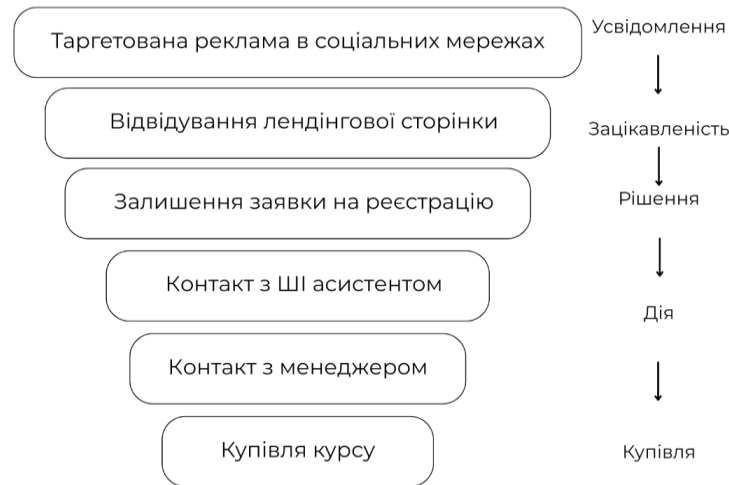 Таргетована реклама в соціальних мережах
Усвідомлення
Відвідування лендінгової сторінки
Зацікавленість
Залишення заявки на реєстрацію
Рішення
Контакт з ШІ асистентом
Дія
Контакт з менеджером
Купівля курсу
Купівля